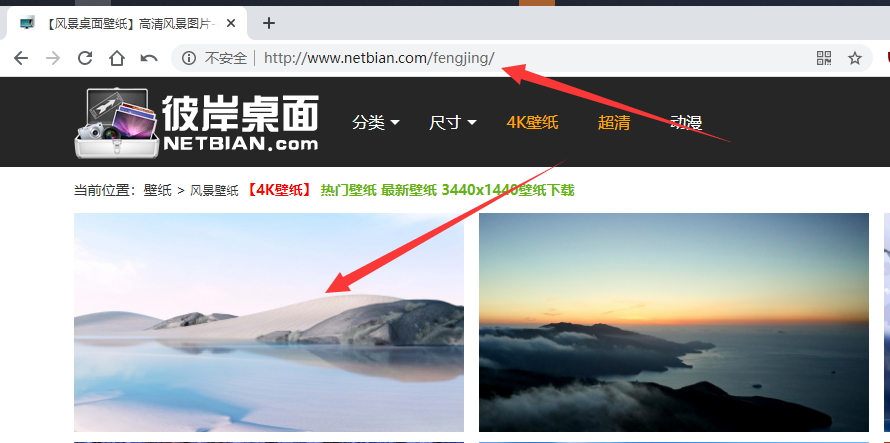 【风景桌面壁纸】高清风景图片-
不安全 http://www.netbian.com/fengjing/
彼岸桌面
NETBIAN.com
分类 尺寸 4K壁纸 超清 动漫
当前位置：壁纸 > 风景壁纸 【4K壁纸】 热门壁纸 最新壁纸 3440x1440壁纸下载